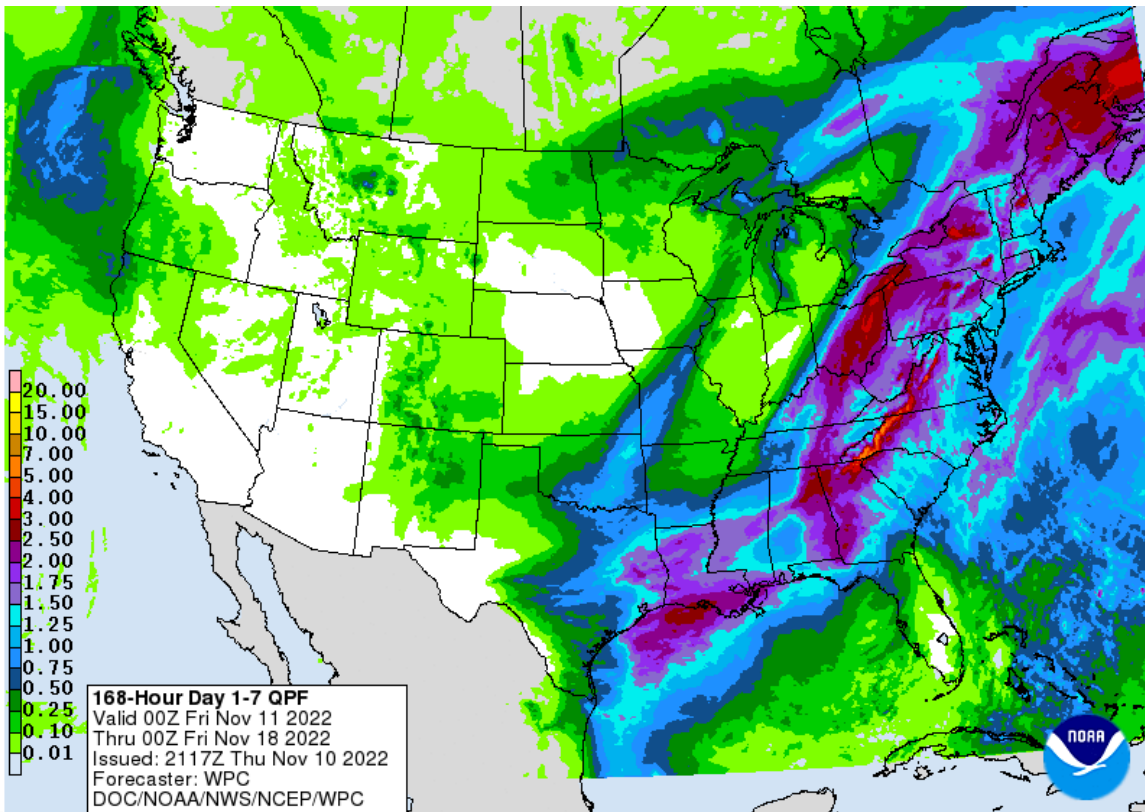 20.00
15.00
10.00
7.00
5.00
4.00
3.00
2.50
2.00
1.75
1.50
1.25
1.00
0.75
0.50
0.25
0.10
0.01
168-Hour Day 1-7 QPF
Valid 00Z Fri Nov 11 2022
Thru 00Z Fri Nov 18 2022
Issued: 2117Z Thu Nov 10 2022
Forecaster: WPC
DOC/NOAA/NWS/NCEP/WPC
NOAA